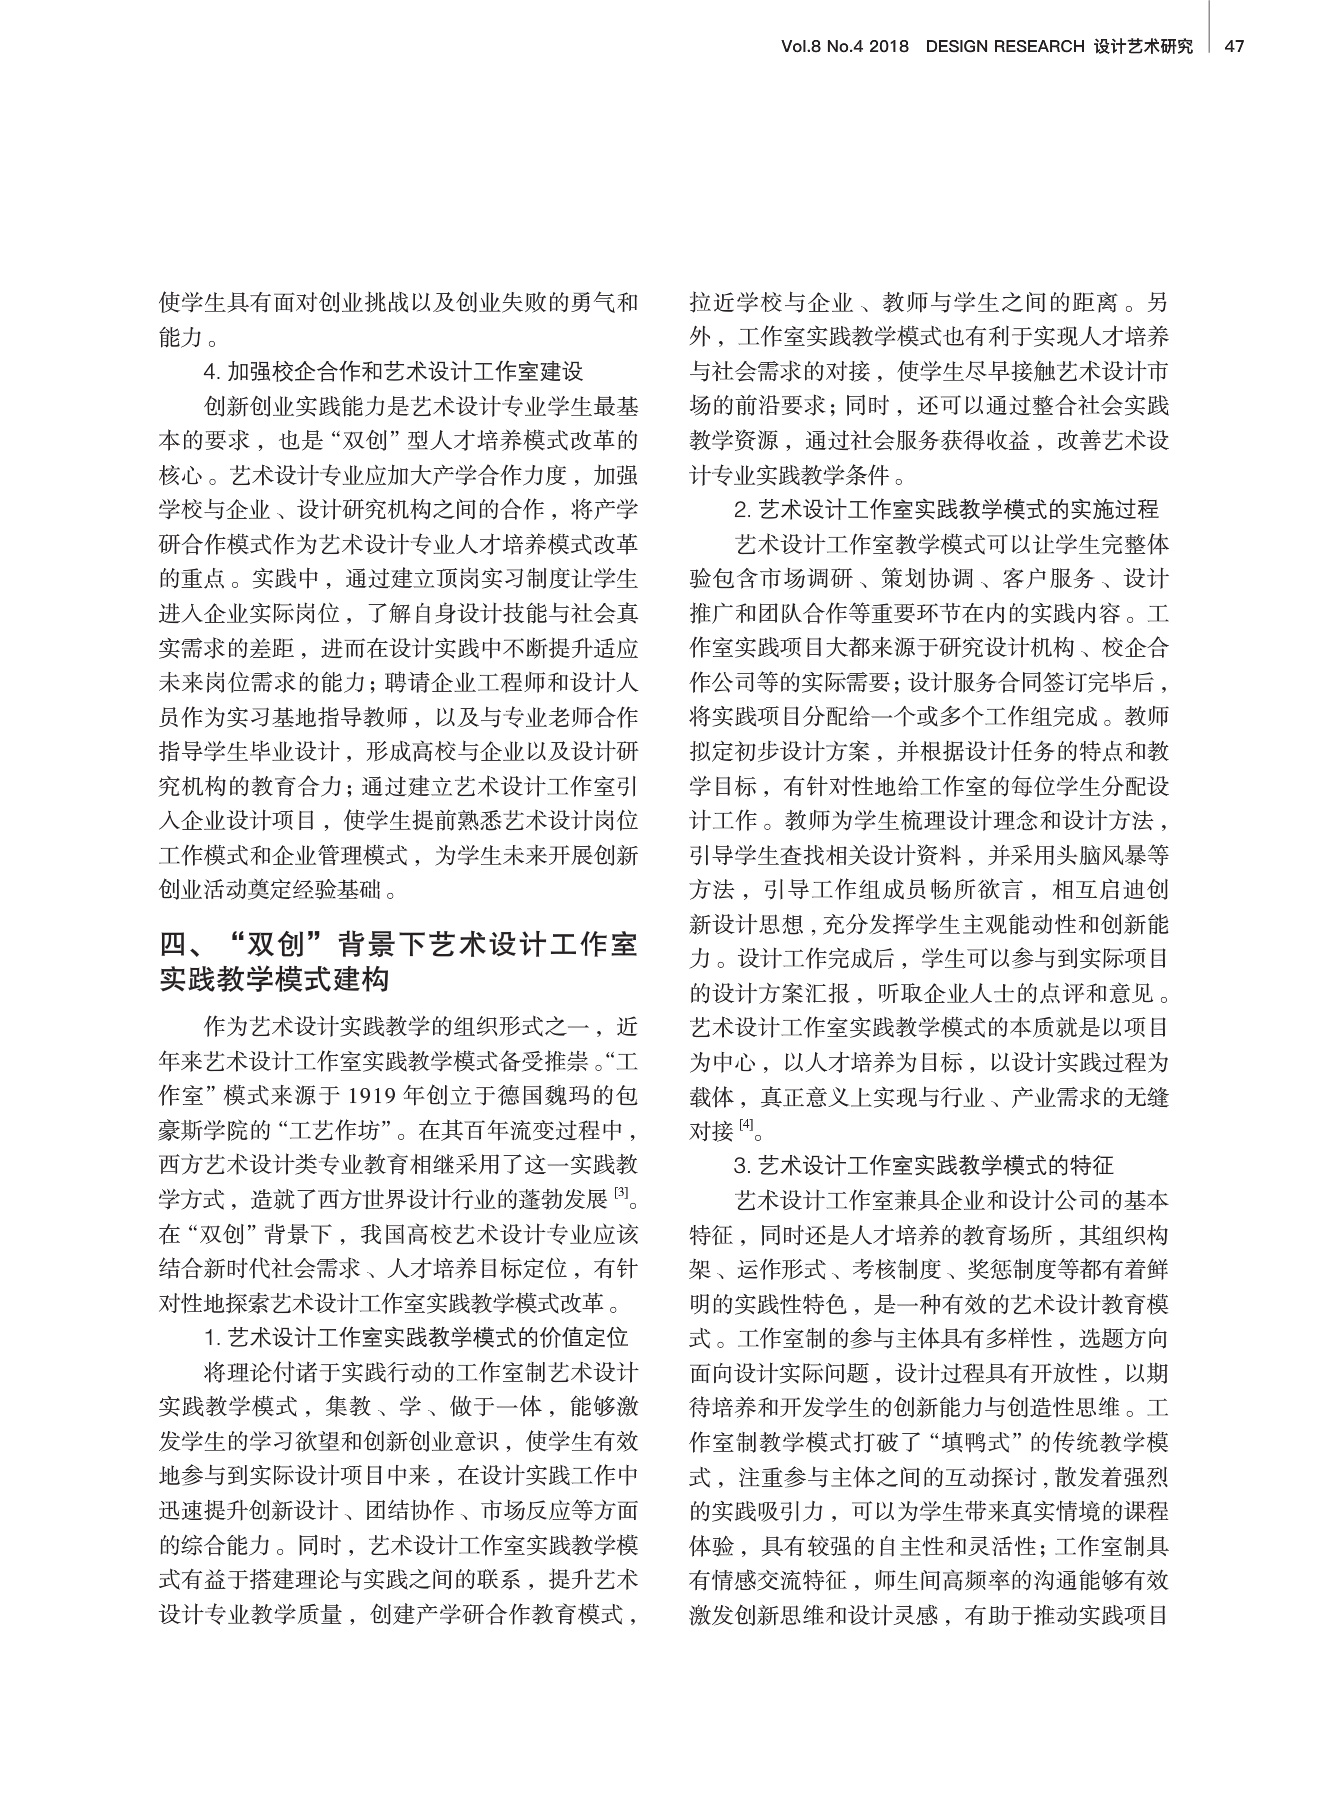 Vol.8 No.4 2018 DESIGN RESEARCH 设计艺术研究 47
使学生具有面对创业挑战以及创业失败的勇气和
能力。
4. 加强校企合作和艺术设计工作室建设
创新创业实践能力是艺术设计专业学生最基
本的要求，也是“双创”型人才培养模式改革的
核心。艺术设计专业应加大产学合作力度，加强
学校与企业、设计研究机构之间的合作，将产学
研合作模式作为艺术设计专业人才培养模式改革
的重点。实践中，通过建立顶岗实习制度让学生
进入企业实际岗位，了解自身设计技能与社会真
实需求的差距，进而在设计实践中不断提升适应
未来岗位需求的能力；聘请企业工程师和设计人
员作为实习基地指导教师，以及与专业老师合作
指导学生毕业设计，形成高校与企业以及设计研
究机构的教育合力；通过建立艺术设计工作室引
入企业设计项目，使学生提前熟悉艺术设计岗位
工作模式和企业管理模式，为学生未来开展创新
创业活动奠定经验基础。
四、“双创”背景下艺术设计工作室
实践教学模式建构
作为艺术设计实践教学的组织形式之一，近
年来艺术设计工作室实践教学模式备受推崇。“工
作室”模式来源于 1919 年创立于德国魏玛的包
豪斯学院的“工艺作坊”。在其百年流变过程中，
西方艺术设计类专业教育相继采用了这一实践教
学方式，造就了西方世界设计行业的蓬勃发展[3]。
在“双创”背景下，我国高校艺术设计专业应该
结合新时代社会需求、人才培养目标定位，有针
对性地探索艺术设计工作室实践教学模式改革。
1. 艺术设计工作室实践教学模式的价值定位
将理论付诸于实践行动的工作室制艺术设计
实践教学模式，集教、学、做于一体，能够激
发学生的学习欲望和创新创业意识，使学生有效
地参与到实际设计项目中来，在设计实践工作中
迅速提升创新设计、团结协作、市场反应等方面
的综合能力。同时，艺术设计工作室实践教学模
式有益于搭建理论与实践之间的联系，提升艺术
设计专业教学质量，创建产学研合作教育模式，
拉近学校与企业、教师与学生之间的距离。另
外，工作室实践教学模式也有利于实现人才培养
与社会需求的对接，使学生尽早接触艺术设计市
场的前沿要求；同时，还可以通过整合社会实践
教学资源，通过社会服务获得收益，改善艺术设
计专业实践教学条件。
2. 艺术设计工作室实践教学模式的实施过程
艺术设计工作室教学模式可以让学生完整体
验包含市场调研、策划协调、客户服务、设计
推广和团队合作等重要环节在内的实践内容。工
作室实践项目大都来源于研究设计机构、校企合
作公司等的实际需要；设计服务合同签订完毕后，
将实践项目分配给一个或多个工作组完成。教师
拟定初步设计方案，并根据设计任务的特点和教
学目标，有针对性地给工作室的每位学生分配设
计工作。教师为学生梳理设计理念和设计方法，
引导学生查找相关设计资料，并采用头脑风暴等
方法，引导工作组成员畅所欲言，相互启迪创
新设计思想，充分发挥学生主观能动性和创新能
力。设计工作完成后，学生可以参与到实际项目
的设计方案汇报，听取企业人士的点评和意见。
艺术设计工作室实践教学模式的本质就是以项目
为中心，以人才培养为目标，以设计实践过程为
载体，真正意义上实现与行业、产业需求的无缝
对接[4]。
3. 艺术设计工作室实践教学模式的特征
艺术设计工作室兼具企业和设计公司的基本
特征，同时还是人才培养的教育场所，其组织构
架、运作形式、考核制度、奖惩制度等都有着鲜
明的实践性特色，是一种有效的艺术设计教育模
式。工作室制的参与主体具有多样性，选题方向
面向设计实际问题，设计过程具有开放性，以期
待培养和开发学生的创新能力与创造性思维。工
作室制教学模式打破了“填鸭式”的传统教学模
式，注重参与主体之间的互动探讨，散发着强烈
的实践吸引力，可以为学生带来真实情境的课程
体验，具有较强的自主性和灵活性；工作室制具
有情感交流特征，师生间高频率的沟通能够有效
激发创新思维和设计灵感，有助于推动实践项目